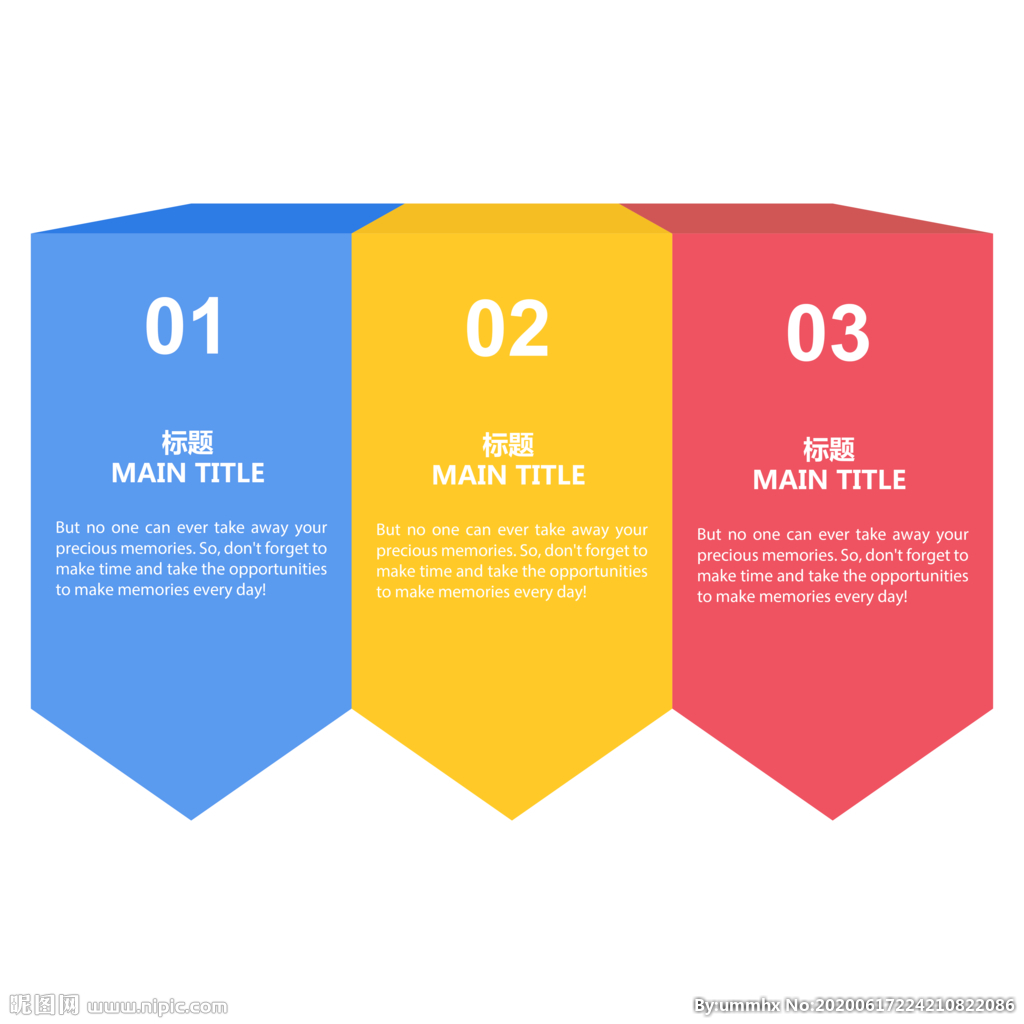 01
标题
MAIN TITLE
But no one can ever take away your
precious memories. So, don't forget to
make time and take the opportunities
to make memories every day!
02
标题
MAIN TITLE
But no one can ever take away your
precious memories. So, don't forget to
make time and take the opportunities
to make memories every day!
03
标题
MAIN TITLE
But no one can ever take away your
precious memories. So, don't forget to
make time and take the opportunities
to make memories every day!
昵图网 www.nipic.com
By:ummhx No:20200617224210822086